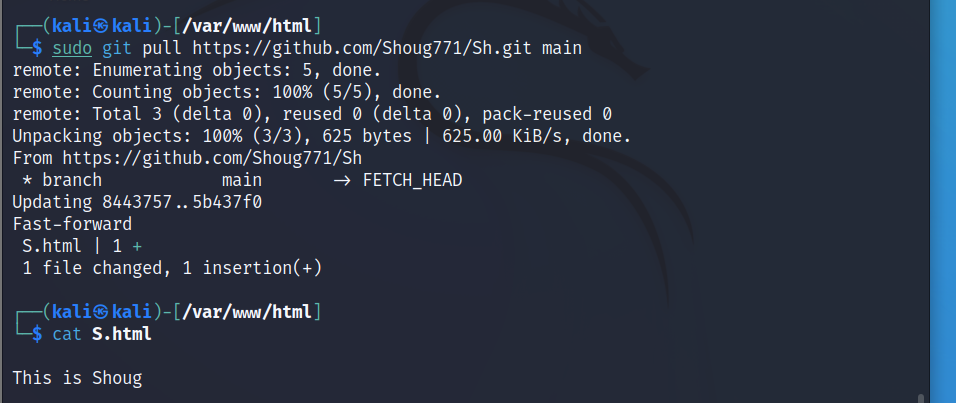 ┌──(kali㉿kali)-[/var/www/html]
└─$ sudo git pull https://github.com/Shoug771/Sh.git main
remote: Enumerating objects: 5, done.
remote: Counting objects: 100% (5/5), done.
remote: Total 3 (delta 0), reused 0 (delta 0), pack-reused 0
Unpacking objects: 100% (3/3), 625 bytes | 625.00 KiB/s, done.
From https://github.com/Shoug771/Sh
 * branch            main       -> FETCH_HEAD
Updating 8443757..5b437f0
Fast-forward
 S.html | 1 +
 1 file changed, 1 insertion(+)
┌──(kali㉿kali)-[/var/www/html]
└─$ cat S.html
This is Shoug